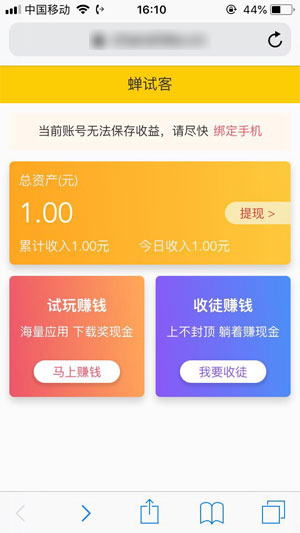 中国移动 16:10 44%
蝉试客
当前账号无法保存收益，请尽快 绑定手机
总资产(元)
1.00
提现 >
累计收入1.00元 今日收入0.00元
试玩赚钱
海量应用 下载奖现金
马上赚钱
收徒赚钱
上不封顶 躺着赚现金
我要收徒